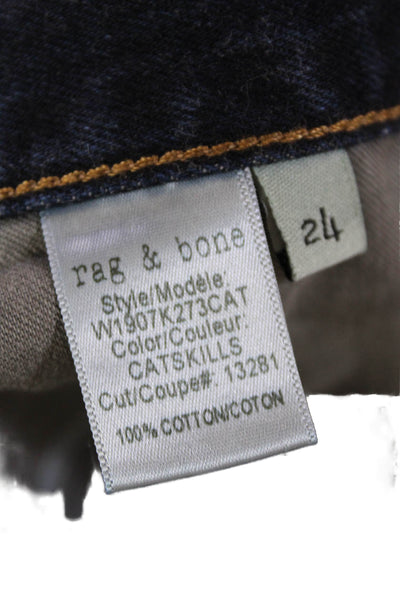 rag & bone
Style/Modèle:
W1907K273CAT
Color/Couleur:
CATSKILLS
Cut/Coupe#: 13281
100% COTTON/COTON
24